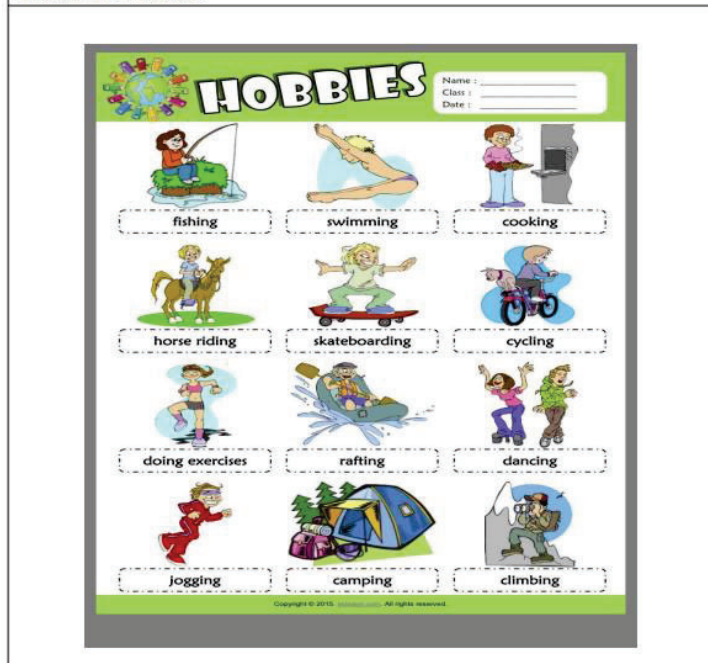 HOBBIES
Name :
Class :
Date :
fishing
swimming
cooking
horse riding
skateboarding
cycling
doing exercises
rafting
dancing
jogging
camping
climbing
Copyright © 2015. All rights reserved.